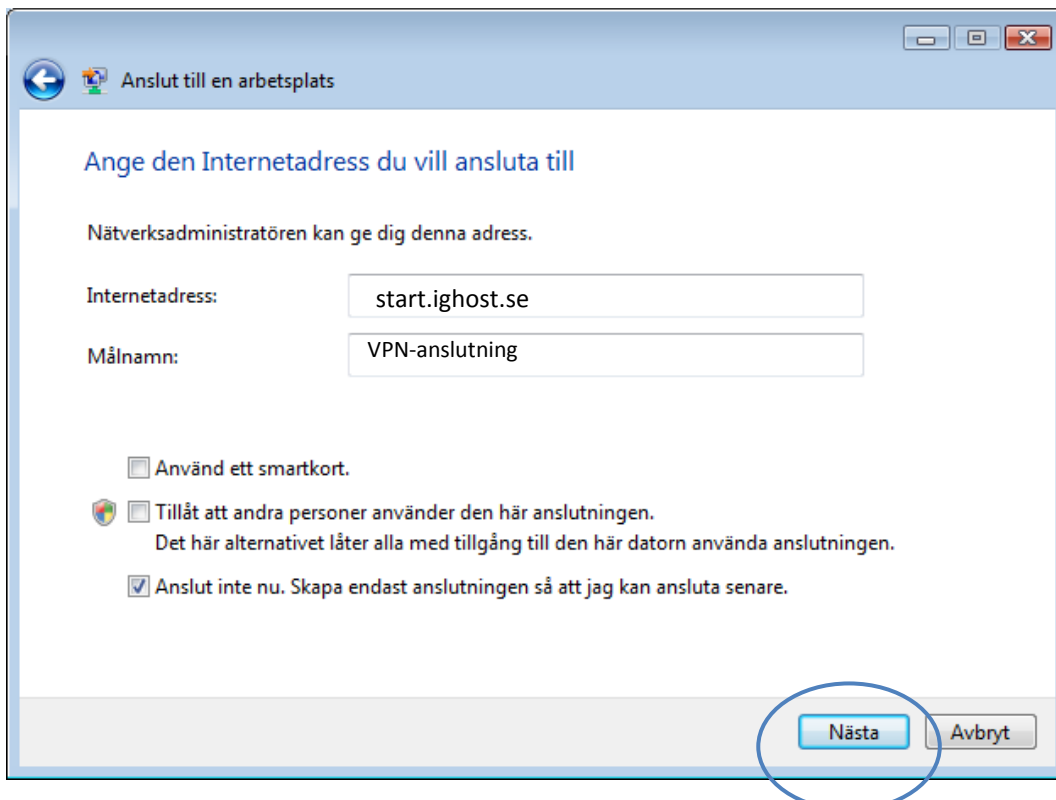 Anslut till en arbetsplats
Ange den Internetadress du vill ansluta till
Nätverksadministratören kan ge dig denna adress.
Internetadress:
start.ighost.se
Målnamn:
VPN-anslutning
Använd ett smartkort.
Tillåt att andra personer använder den här anslutningen.
Det här alternativet låter alla med tillgång till den här datorn använda anslutningen.
Anslut inte nu. Skapa endast anslutningen så att jag kan ansluta senare.
Nästa
Avbryt